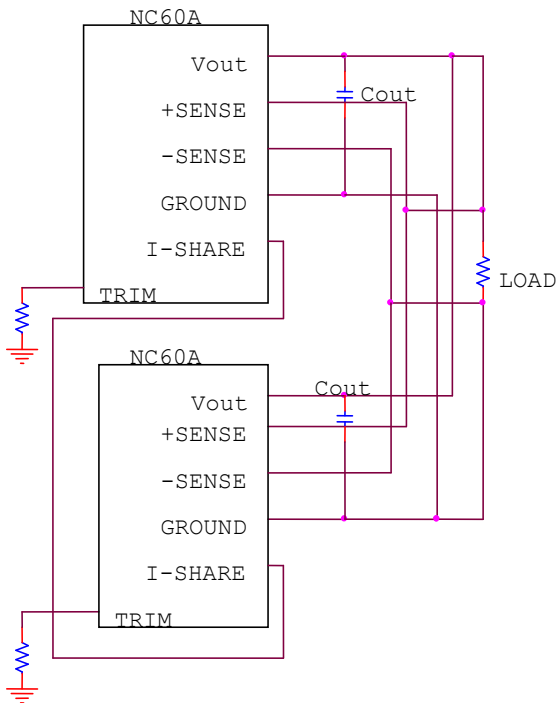 NC60A
Vout
Cout
+SENSE
-SENSE
GROUND
I-SHARE
LOAD
TRIM
NC60A
Cout
Vout
+SENSE
-SENSE
GROUND
I-SHARE
TRIM